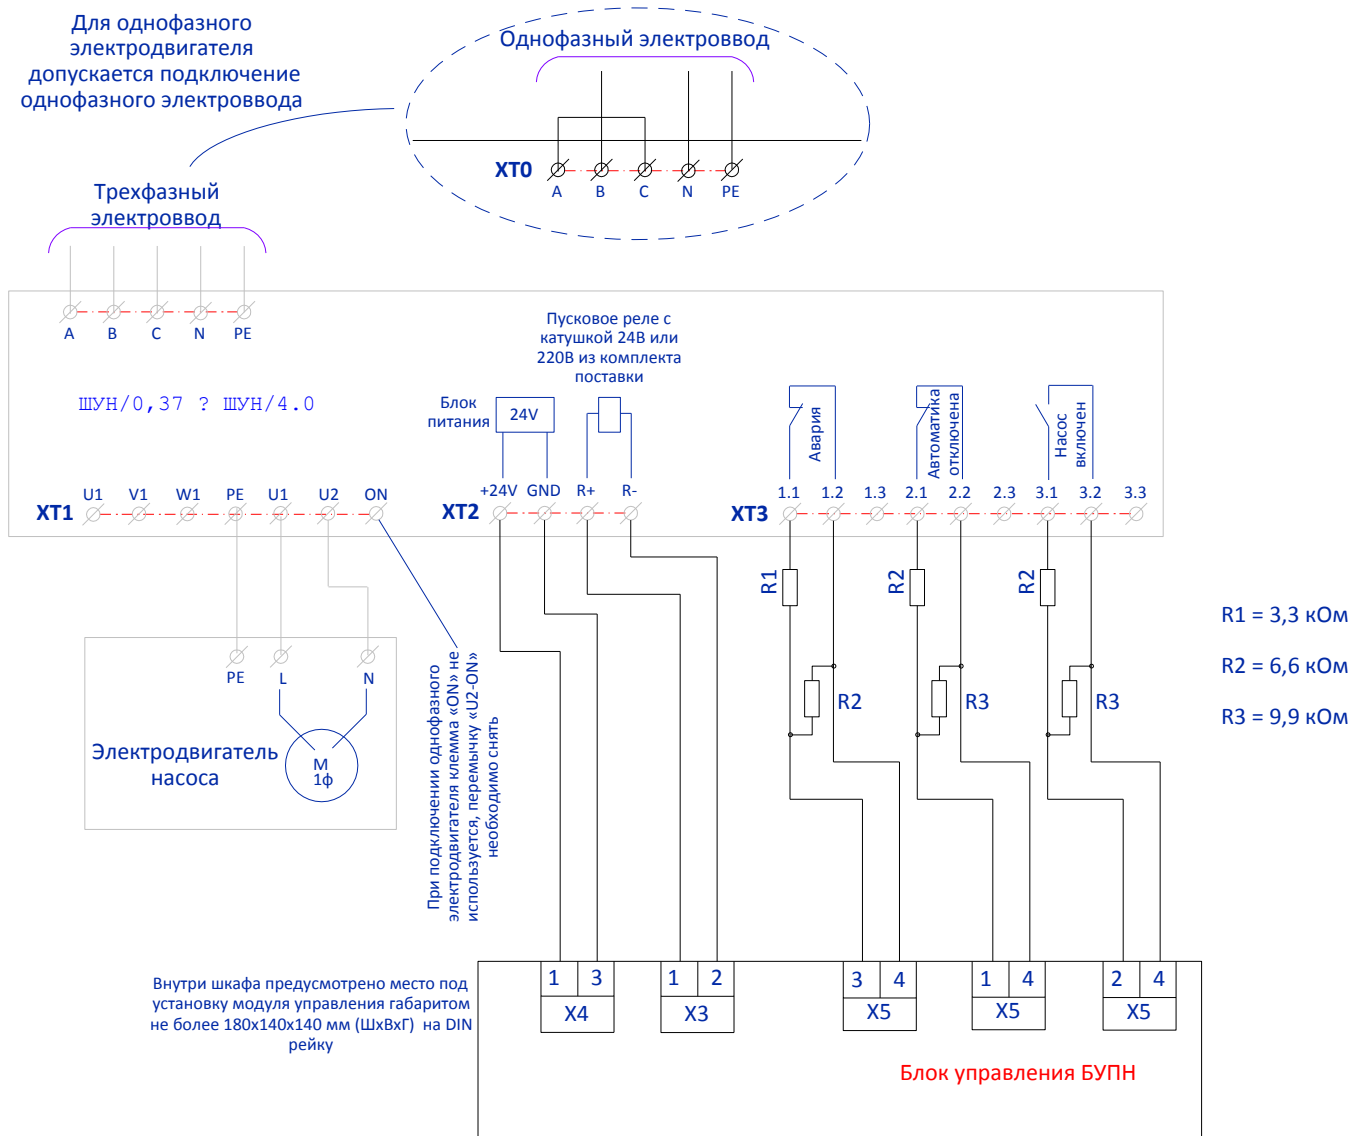 Для однофазного
электродвигателя
допускается подключение
однофазного электроввода
Однофазный электроввод
XT0
A B C N PE
Трехфазный
электроввод
A B C N PE
ШУН/0,37 ? ШУН/4.0
Пусковое реле с
катушкой 24В или
220В из комплекта
поставки
Блок
питания
24V
Авария
Автоматика
отключена
Насос
включен
XT1
U1 V1 W1 PE U1 U2 ON
XT2
+24V GND R+ R-
XT3
1.1 1.2 1.3 2.1 2.2 2.3 3.1 3.2 3.3
R1
R2
R2
R2
R3
R3
R1 = 3,3 кОм
R2 = 6,6 кОм
R3 = 9,9 кОм
PE L N
Электродвигатель
насоса
М
1ф
При подключении однофазного
электродвигателя клемма «ON» не
используется, перемычку «U2-ON»
необходимо снять
Внутри шкафа предусмотрено место под
установку модуля управления габаритом
не более 180х140х140 мм (ШхВхГ) на DIN
рейку
1 3
X4
1 2
X3
3 4
X5
1 4
X5
2 4
X5
Блок управления БУПН